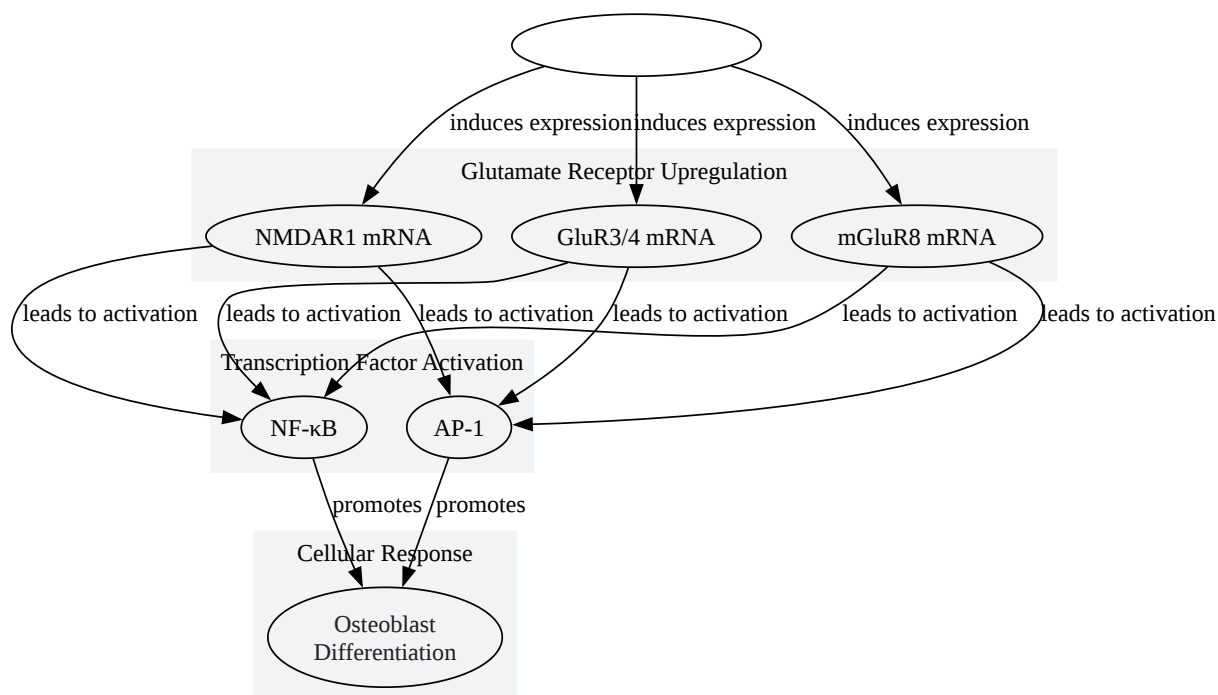 induces expression
induces expression
induces expression
Glutamate Receptor Upregulation
NMDAR1 mRNA
GluR3/4 mRNA
mGluR8 mRNA
leads to activation
leads to activation
leads to activation
leads to activation
leads to activation
leads to activation
Transcription Factor Activation
NF-κB
AP-1
promotes
promotes
Cellular Response
Osteoblast
Differentiation